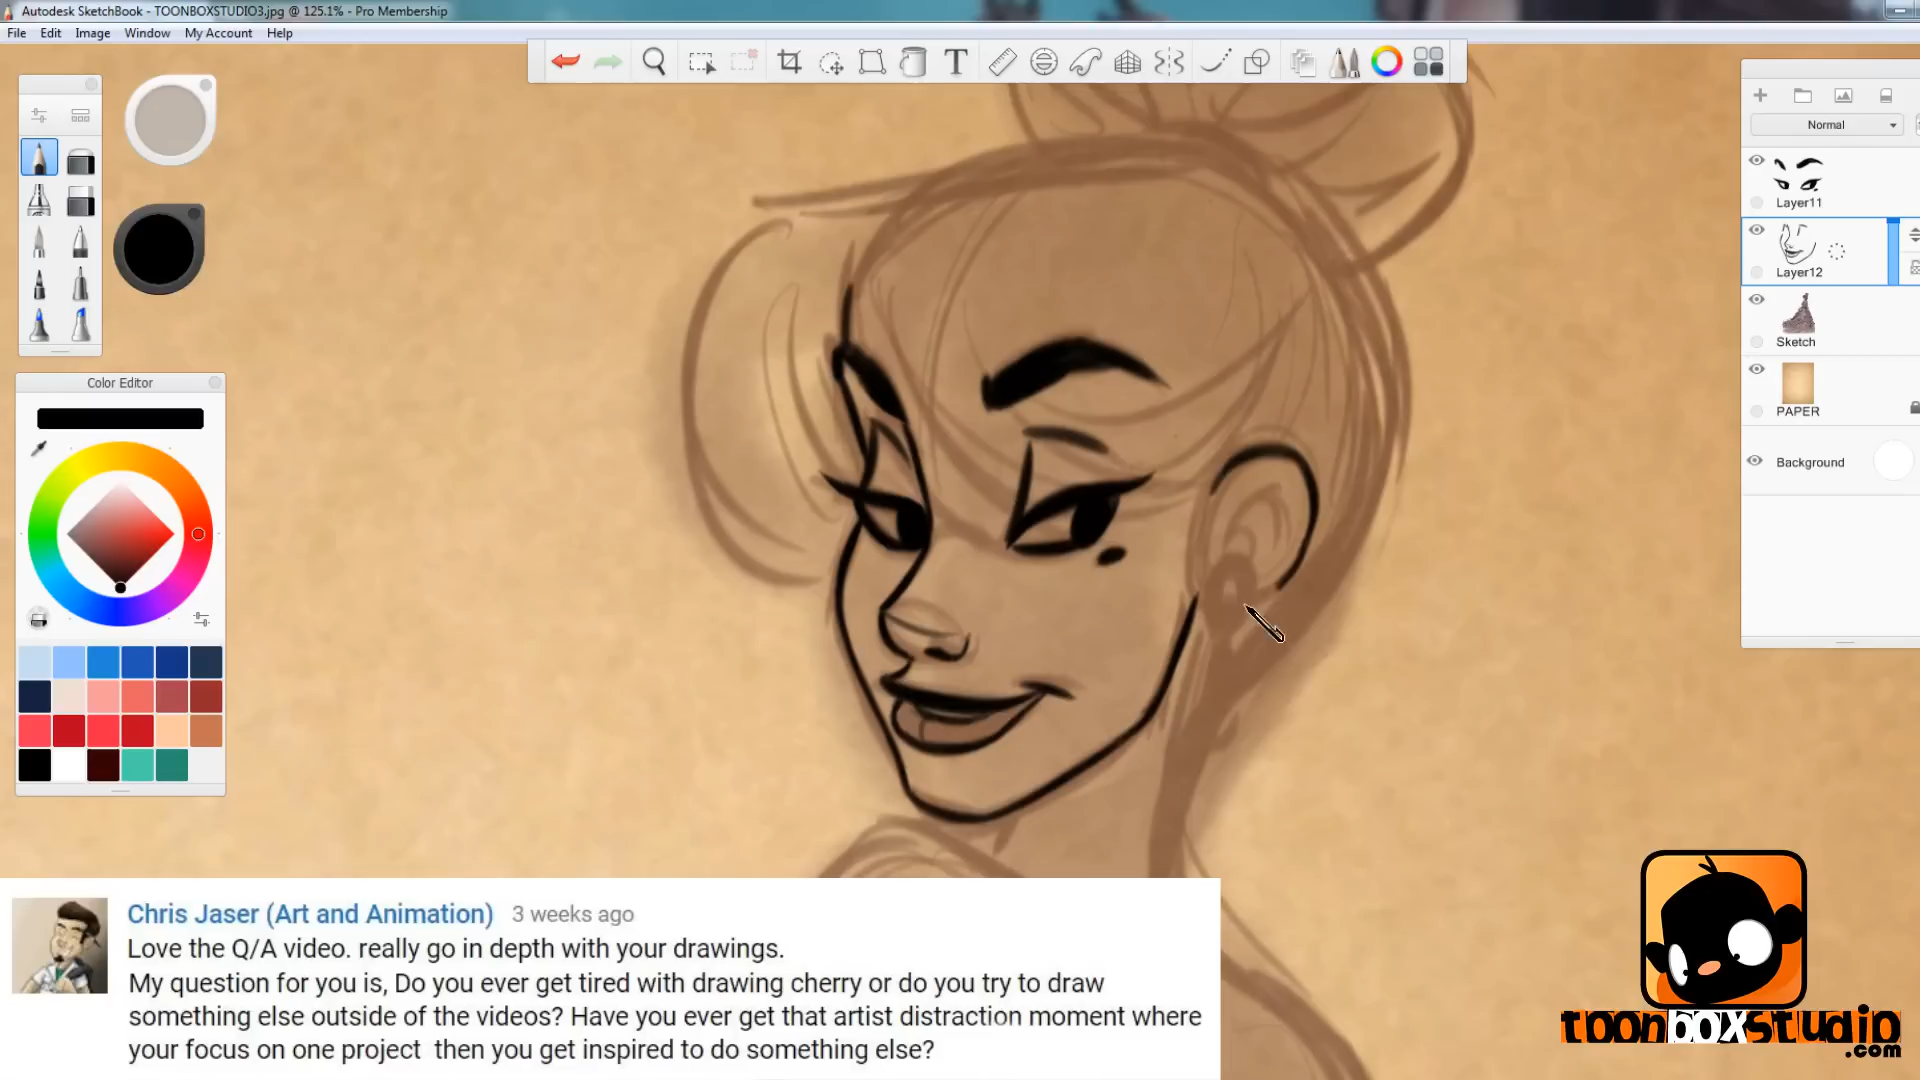 Autodesk SketchBook - TOONBOXSTUDIO3.jpg @ 125.1% - Pro Membership
File Edit Image Window My Account Help
T
Normal
Layer11
Layer12
Sketch
PAPER
Background
Color Editor
Chris Jaser (Art and Animation) 3 weeks ago
Love the Q/A video. really go in depth with your drawings.
My question for you is, Do you ever get tired with drawing cherry or do you try to draw
something else outside of the videos? Have you ever get that artist distraction moment where
your focus on one project then you get inspired to do something else?
toonboxstudio
.com